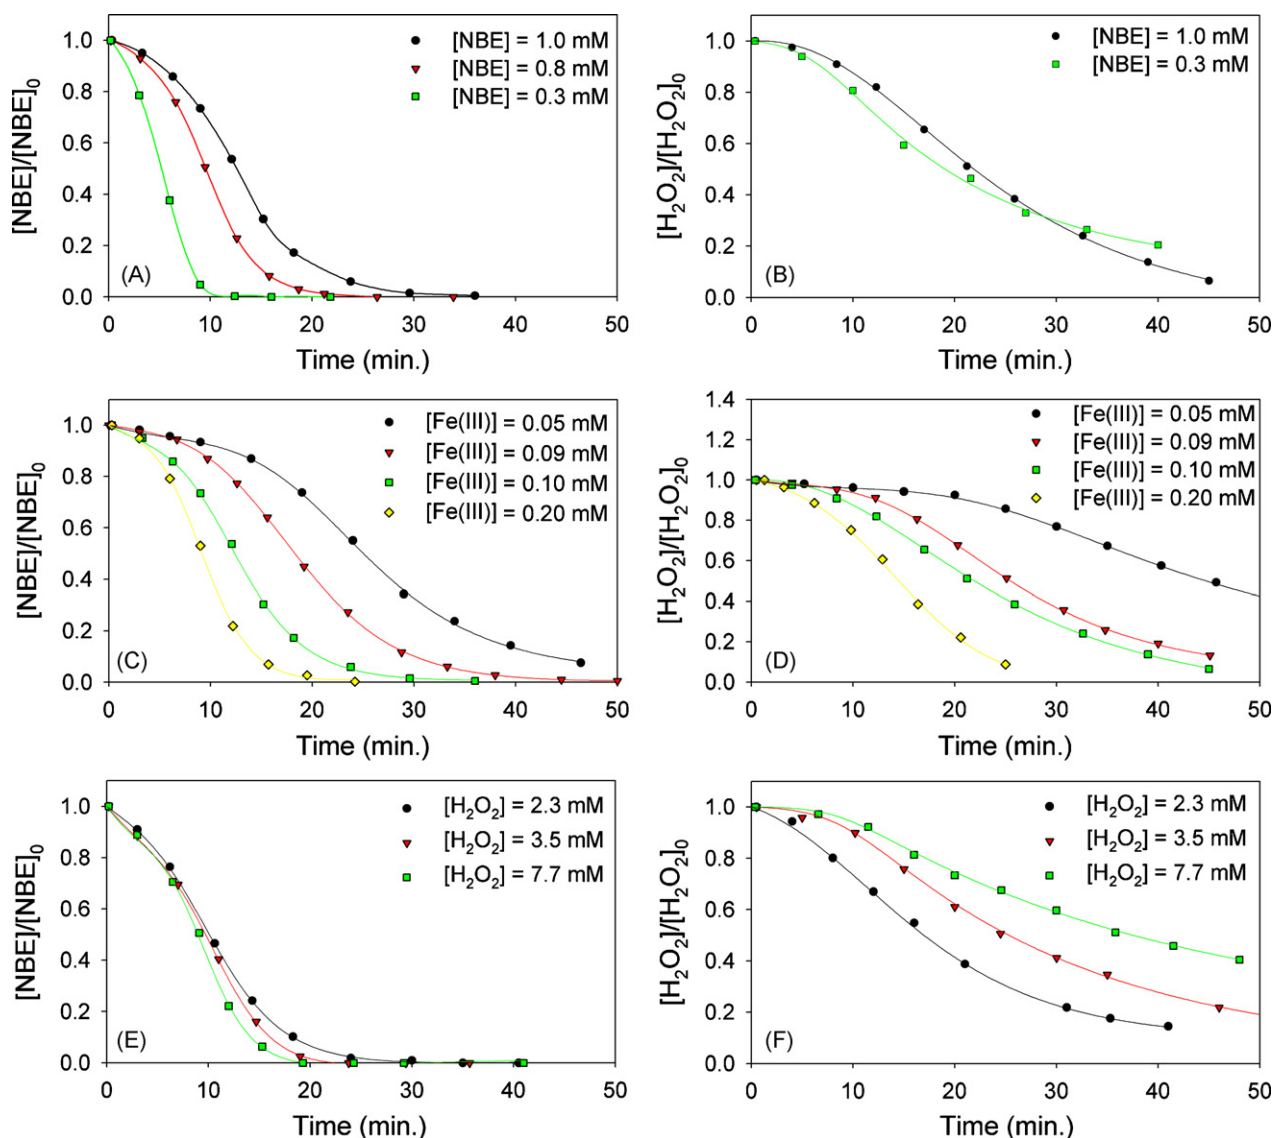 [NBE]/[NBE]₀
1.0
0.8
0.6
0.4
0.2
0.0
[NBE] = 1.0 mM
[NBE] = 0.8 mM
[NBE] = 0.3 mM
(A)
0 10 20 30 40 50
Time (min.)
[H₂O₂]/[H₂O₂]₀
1.0
0.8
0.6
0.4
0.2
0.0
[NBE] = 1.0 mM
[NBE] = 0.3 mM
(B)
0 10 20 30 40 50
Time (min.)
[NBE]/[NBE]₀
1.0
0.8
0.6
0.4
0.2
0.0
[Fe(III)] = 0.05 mM
[Fe(III)] = 0.09 mM
[Fe(III)] = 0.10 mM
[Fe(III)] = 0.20 mM
(C)
0 10 20 30 40 50
Time (min.)
[H₂O₂]/[H₂O₂]₀
1.4
1.2
1.0
0.8
0.6
0.4
0.2
0.0
[Fe(III)] = 0.05 mM
[Fe(III)] = 0.09 mM
[Fe(III)] = 0.10 mM
[Fe(III)] = 0.20 mM
(D)
0 10 20 30 40 50
Time (min.)
[NBE]/[NBE]₀
1.0
0.8
0.6
0.4
0.2
0.0
[H₂O₂] = 2.3 mM
[H₂O₂] = 3.5 mM
[H₂O₂] = 7.7 mM
(E)
0 10 20 30 40 50
Time (min.)
[H₂O₂]/[H₂O₂]₀
1.0
0.8
0.6
0.4
0.2
0.0
[H₂O₂] = 2.3 mM
[H₂O₂] = 3.5 mM
[H₂O₂] = 7.7 mM
(F)
0 10 20 30 40 50
Time (min.)